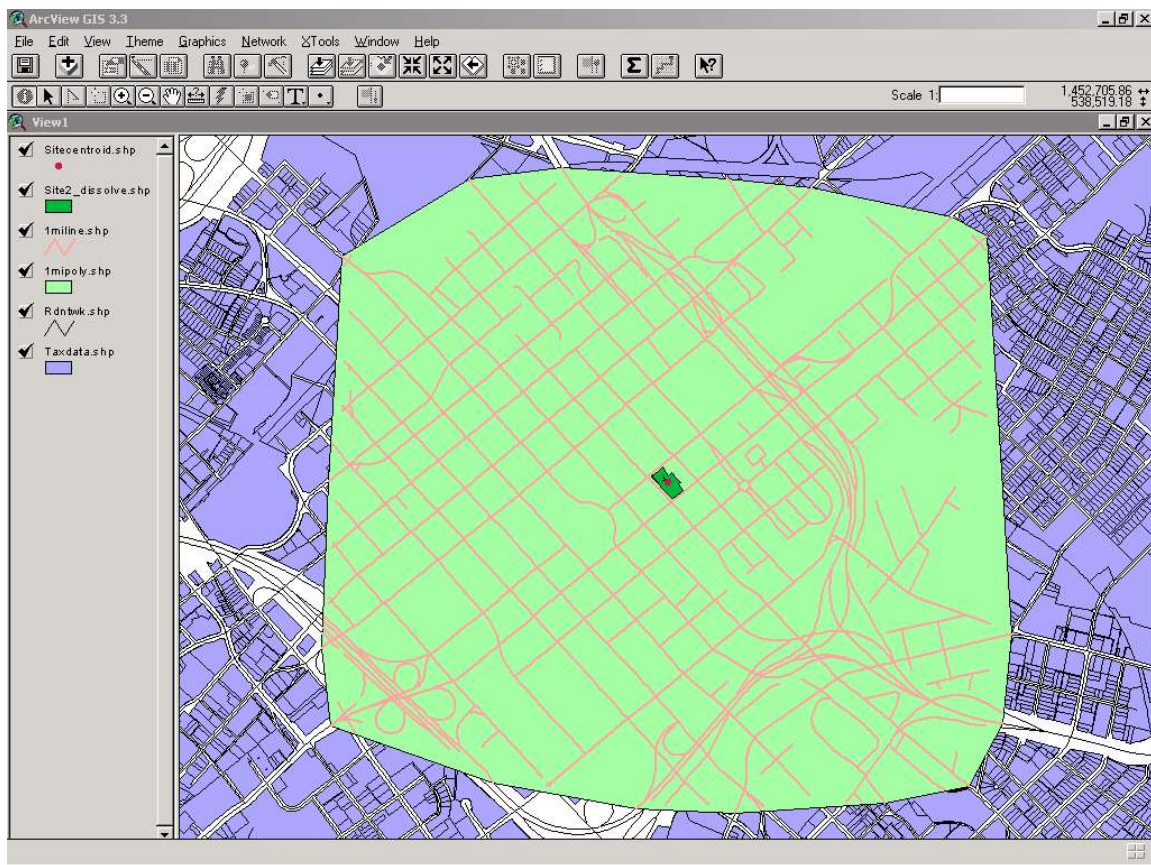 ArcView GIS 3.3
File Edit View Theme Graphics Network XTools Window Help
Scale 1:
1,452,705.86
538,519.18
View1
Sitecentroid.shp
Site2_dissolve.shp
1miline.shp
1mipoly.shp
Rdntwk.shp
Taxdata.shp